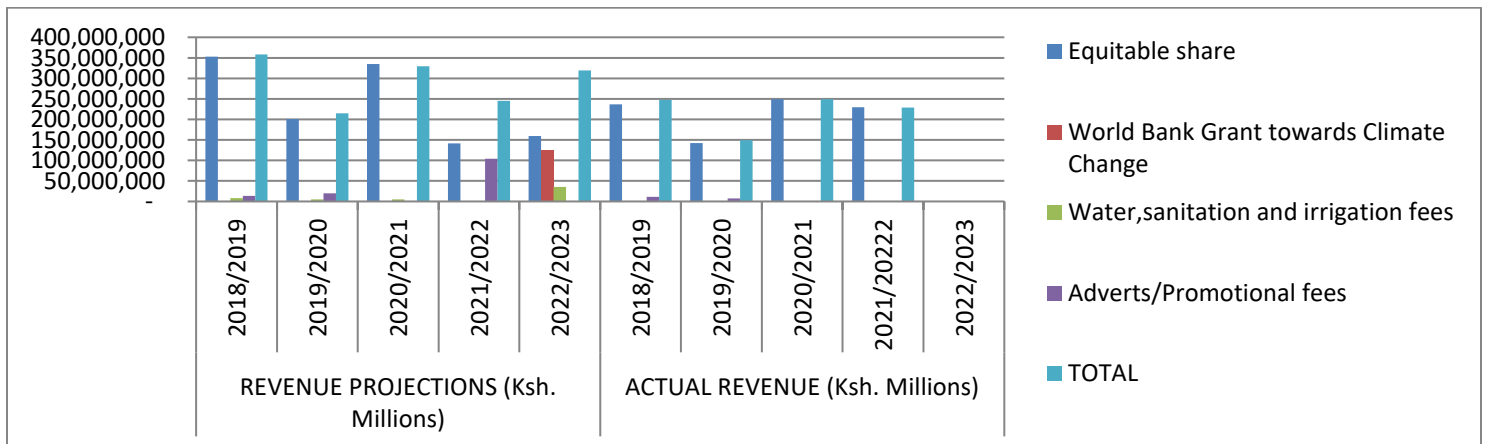 400,000,000
350,000,000
300,000,000
250,000,000
200,000,000
150,000,000
100,000,000
50,000,000
-
2018/2019
2019/2020
2020/2021
2021/2022
2022/2023
2018/2019
2019/2020
2020/2021
2021/20222
2022/2023
REVENUE PROJECTIONS (Ksh.
Millions)
ACTUAL REVENUE (Ksh. Millions)
Equitable share
World Bank Grant towards Climate
Change
Water,sanitation and irrigation fees
Adverts/Promotional fees
TOTAL